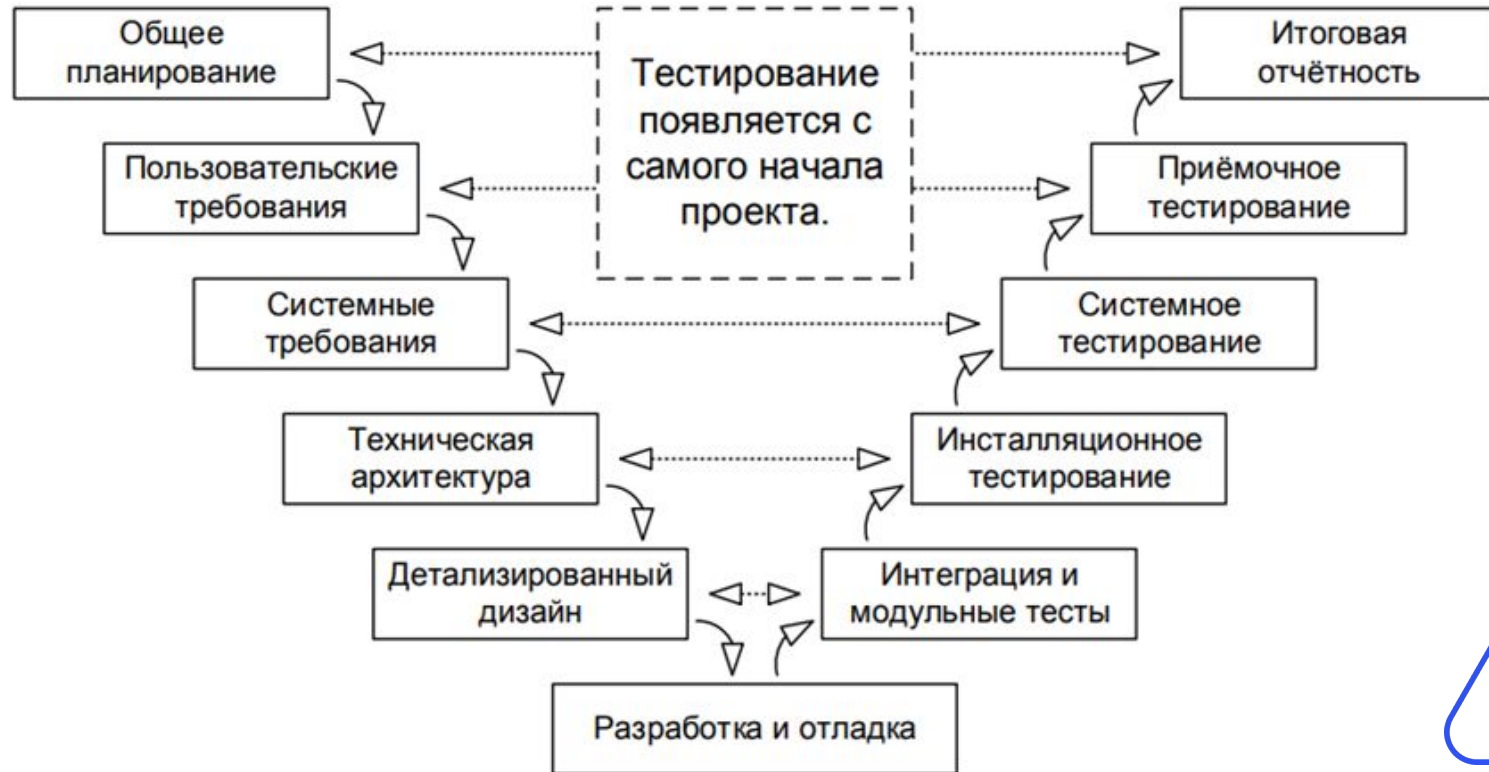 Общее
планирование
Тестирование
появляется с
самого начала
проекта.
Итоговая
отчётность
Пользовательские
требования
Приёмочное
тестирование
Системные
требования
Системное
тестирование
Техническая
архитектура
Инсталляционное
тестирование
Детализированный
дизайн
Интеграция и
модульные тесты
Разработка и отладка